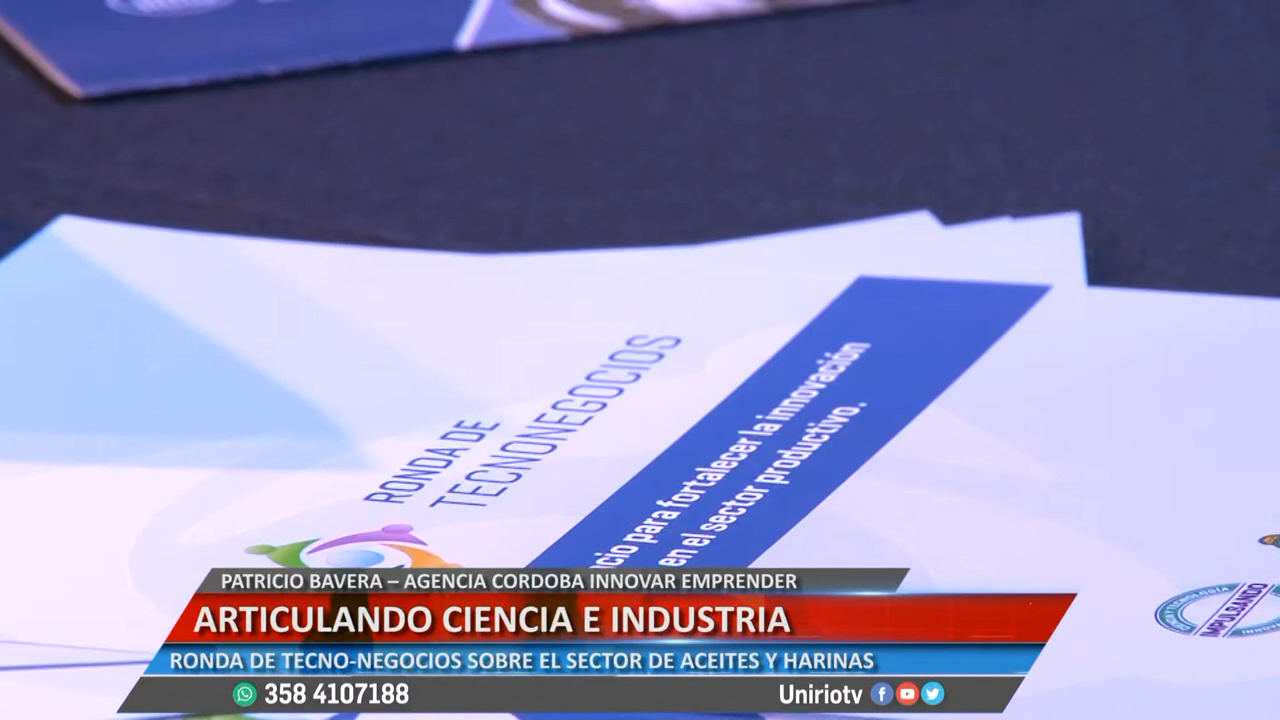 RONDA DE
TECNONEGOCIOS
para fortalecer la innovación
en el sector productivo.
IMPULSANDO
PATRICIO BAVERA – AGENCIA CORDOBA INNOVAR EMPRENDER
ARTICULANDO CIENCIA E INDUSTRIA
RONDA DE TECNO-NEGOCIOS SOBRE EL SECTOR DE ACEITES Y HARINAS
358 4107188
Uniriotv